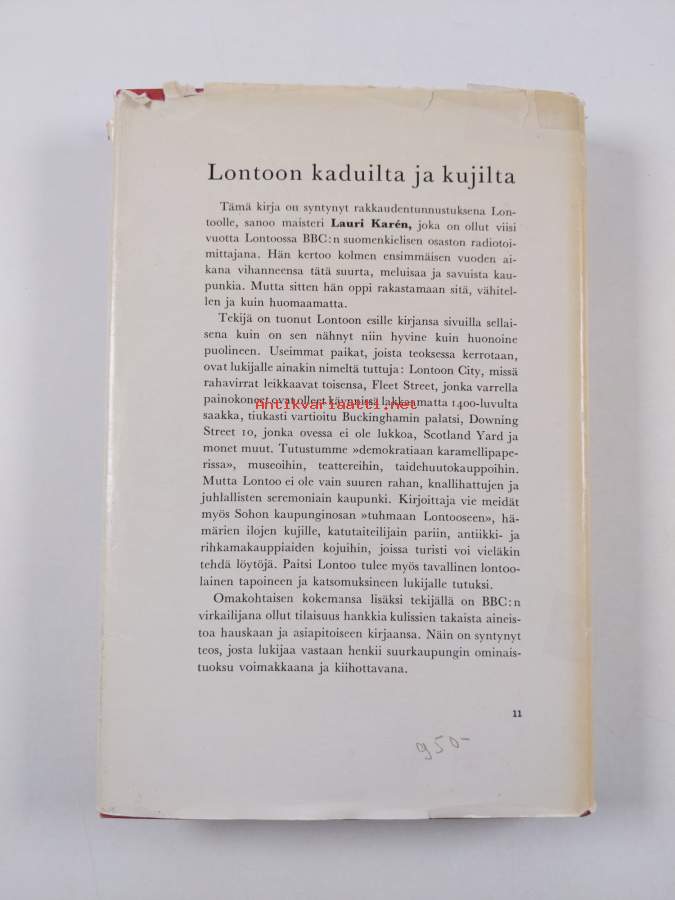 Lontoon kaduilta ja kujilta
Tämä kirja on syntynyt rakkaudentunnustuksena Lon-
toolle, sanoo maisteri Lauri Karén, joka on ollut viisi
vuotta Lontoossa BBC:n suomenkielisen osaston radiotoi-
mittajana. Hän kertoo kolmen ensimmäisen vuoden ai-
kana vihanneensa tätä suurta, meluisaa ja savuista kau-
punkia. Mutta sitten hän oppi rakastamaan sitä, vähitel-
len ja kuin huomaamatta.
Tekijä on tuonut Lontoon esille kirjansa sivuilla sellai-
sena kuin on sen nähnyt niin hyvine kuin huonoine
puolineen. Useimmat paikat, joista teoksessa kerrotaan,
ovat lukijalle ainakin nimeltä tuttuja: Lontoon City, missä
rahavirrat leikkaavat toisensa, Fleet Street, jonka varrella
painokoneet ovat olleet käynnissä lakkaamatta 1400-luvulta
Antikvariaatti.net
saakka, tiukasti vartioitu Buckinghamin palatsi, Downing
Street 10, jonka ovessa ei ole lukkoa, Scotland Yard ja
monet muut. Tutustumme »demokratiaan karamellipape-
rissa», museoihin, teattereihin, taidehuutokauppoihin.
Mutta Lontoo ei ole vain suuren rahan, knallihattujen ja
juhlallisten seremoniain kaupunki. Kirjoittaja vie meidät
myös Sohon kaupunginosan »tuhmaan Lontooseen», hä-
märien ilojen kujille, katutaiteilijain pariin, antiikki- ja
rihkamakauppiaiden kojuihin, joissa turisti voi vieläkin
tehdä löytöjä. Paitsi Lontoo tulee myös tavallinen lontoo-
lainen tapoineen ja katsomuksineen lukijalle tutuksi.
Omakohtaisen kokemansa lisäksi tekijällä on BBC:n
virkailijana ollut tilaisuus hankkia kulissien takaista aineis-
toa hauskaan ja asiapitoiseen kirjaansa. Näin on syntynyt
teos, josta lukijaa vastaan henkii suurkaupungin ominais-
tuoksu voimakkaana ja kiihottavana.
11
950-